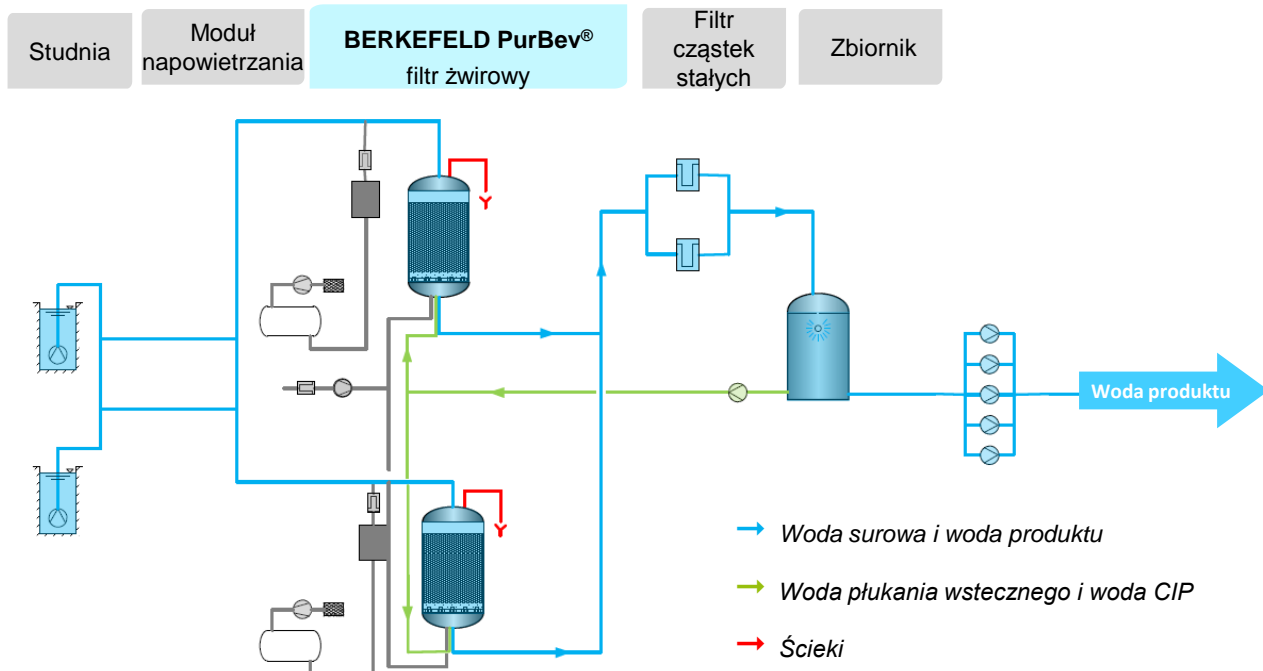 Studnia
Moduł
napowietrzania
BERKEFELD PurBev®
filtr żwirowy
Filtr
cząstek
stałych
Zbiornik
Woda produktu
Woda surowa i woda produktu
Woda płukania wstecznego i woda CIP
Ścieki